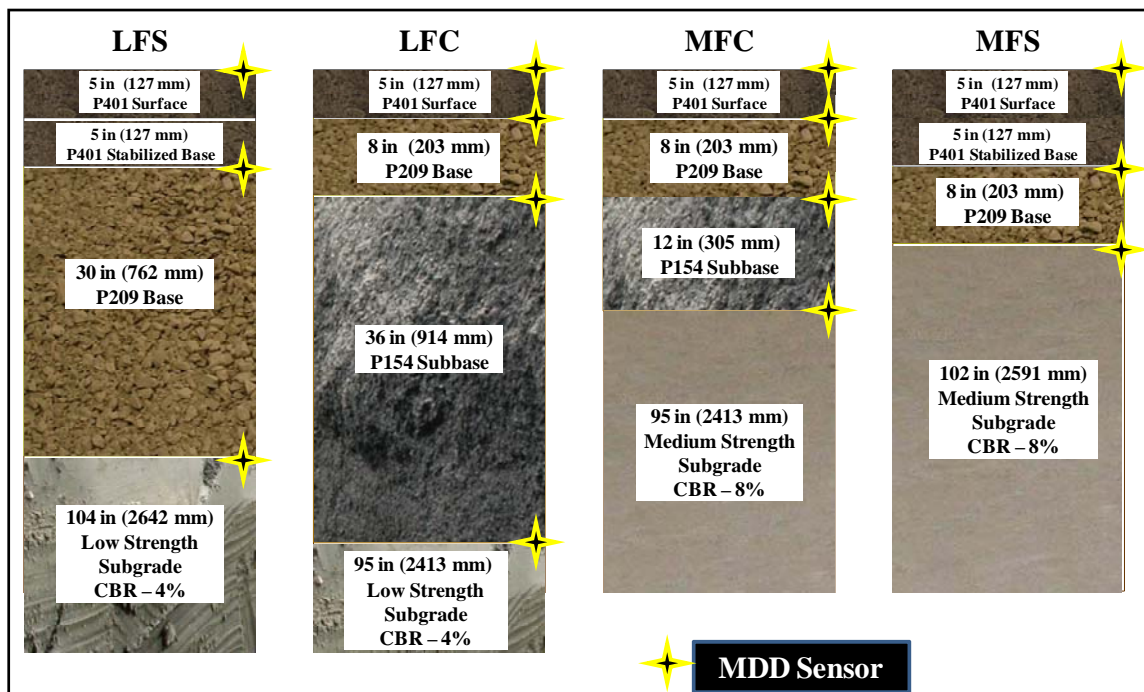 LFS
5 in (127 mm)
P401 Surface
5 in (127 mm)
P401 Stabilized Base
30 in (762 mm)
P209 Base
104 in (2642 mm)
Low Strength
Subgrade
CBR – 4%
LFC
5 in (127 mm)
P401 Surface
8 in (203 mm)
P209 Base
36 in (914 mm)
P154 Subbase
95 in (2413 mm)
Low Strength
Subgrade
CBR – 4%
MFC
5 in (127 mm)
P401 Surface
8 in (203 mm)
P209 Base
12 in (305 mm)
P154 Subbase
95 in (2413 mm)
Medium Strength
Subgrade
CBR – 8%
MFS
5 in (127 mm)
P401 Surface
5 in (127 mm)
P401 Stabilized Base
8 in (203 mm)
P209 Base
102 in (2591 mm)
Medium Strength
Subgrade
CBR – 8%
MDD Sensor